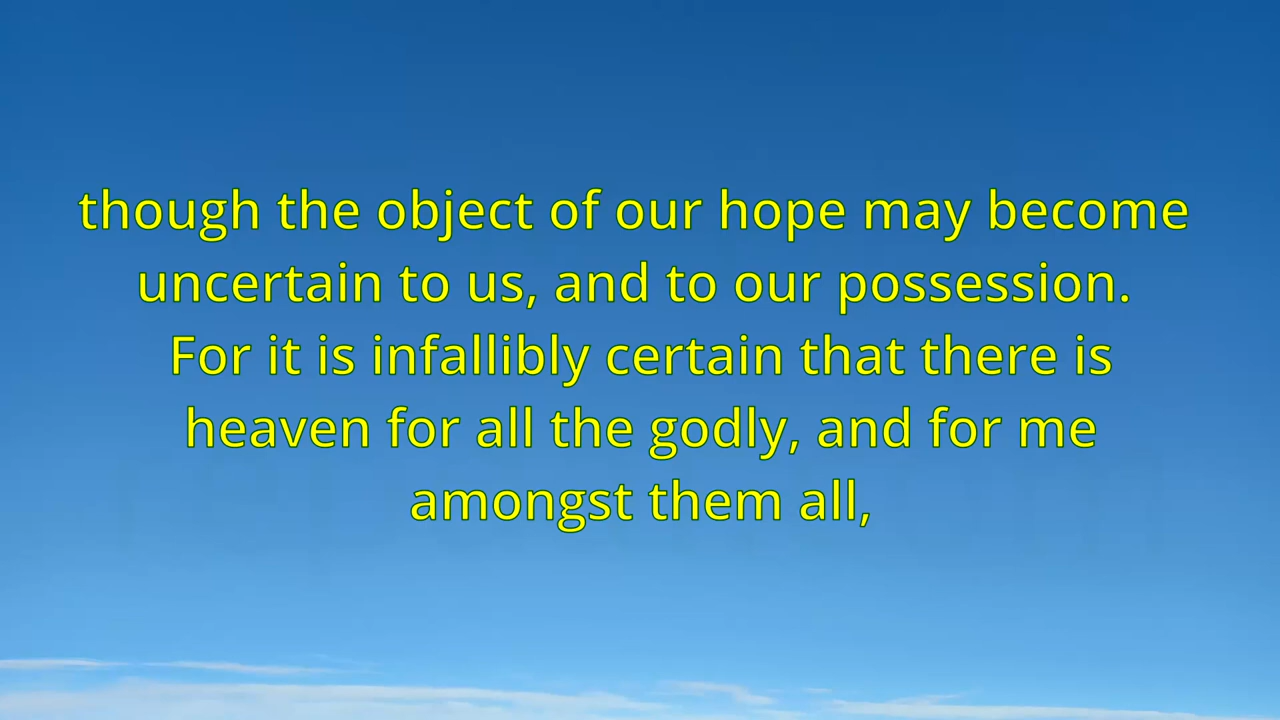 though the object of our hope may become
uncertain to us, and to our possession.
For it is infallibly certain that there is
heaven for all the godly, and for me
amongst them all,